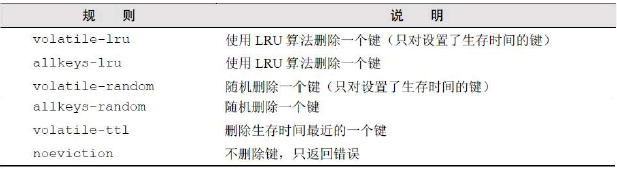 规 则 说 明
volatile-lru 使用 LRU 算法删除一个键（只对设置了生存时间的键）
allkeys-lru 使用 LRU 算法删除一个键
volatile-random 随机删除一个键（只对设置了生存时间的键）
allkeys-random 随机删除一个键
volatile-ttl 删除生存时间最近的一个键
noeviction 不删除键，只返回错误